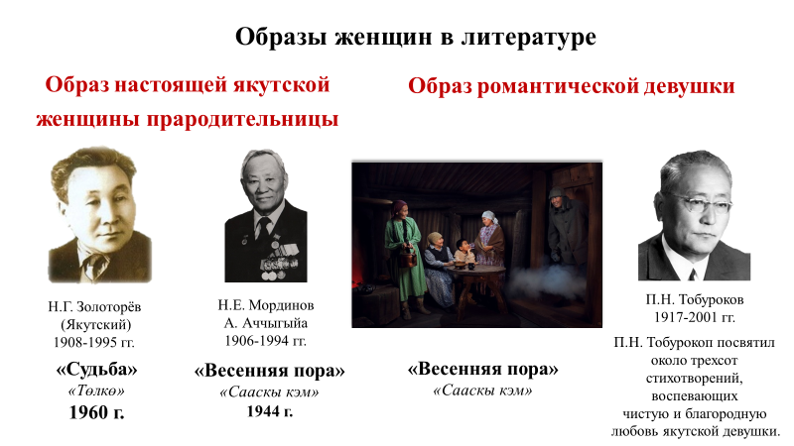 Образы женщин в литературе
Образ настоящей якутской
женщины прародительницы
Образ романтической девушки
Н.Г. Золоторёв
(Якутский)
1908-1995 гг.
«Судьба»
«Төлкө»
1960 г.
Н.Е. Мординов
А. Аччыгыйа
1906-1994 гг.
«Весенняя пора»
«Сааскы кэм»
1944 г.
«Весенняя пора»
«Сааскы кэм»
П.Н. Тобуроков
1917-2001 гг.
П.Н. Тобурокоп посвятил
около трехсот
стихотворений,
воспевающих
чистую и благородную
любовь якутской девушки.